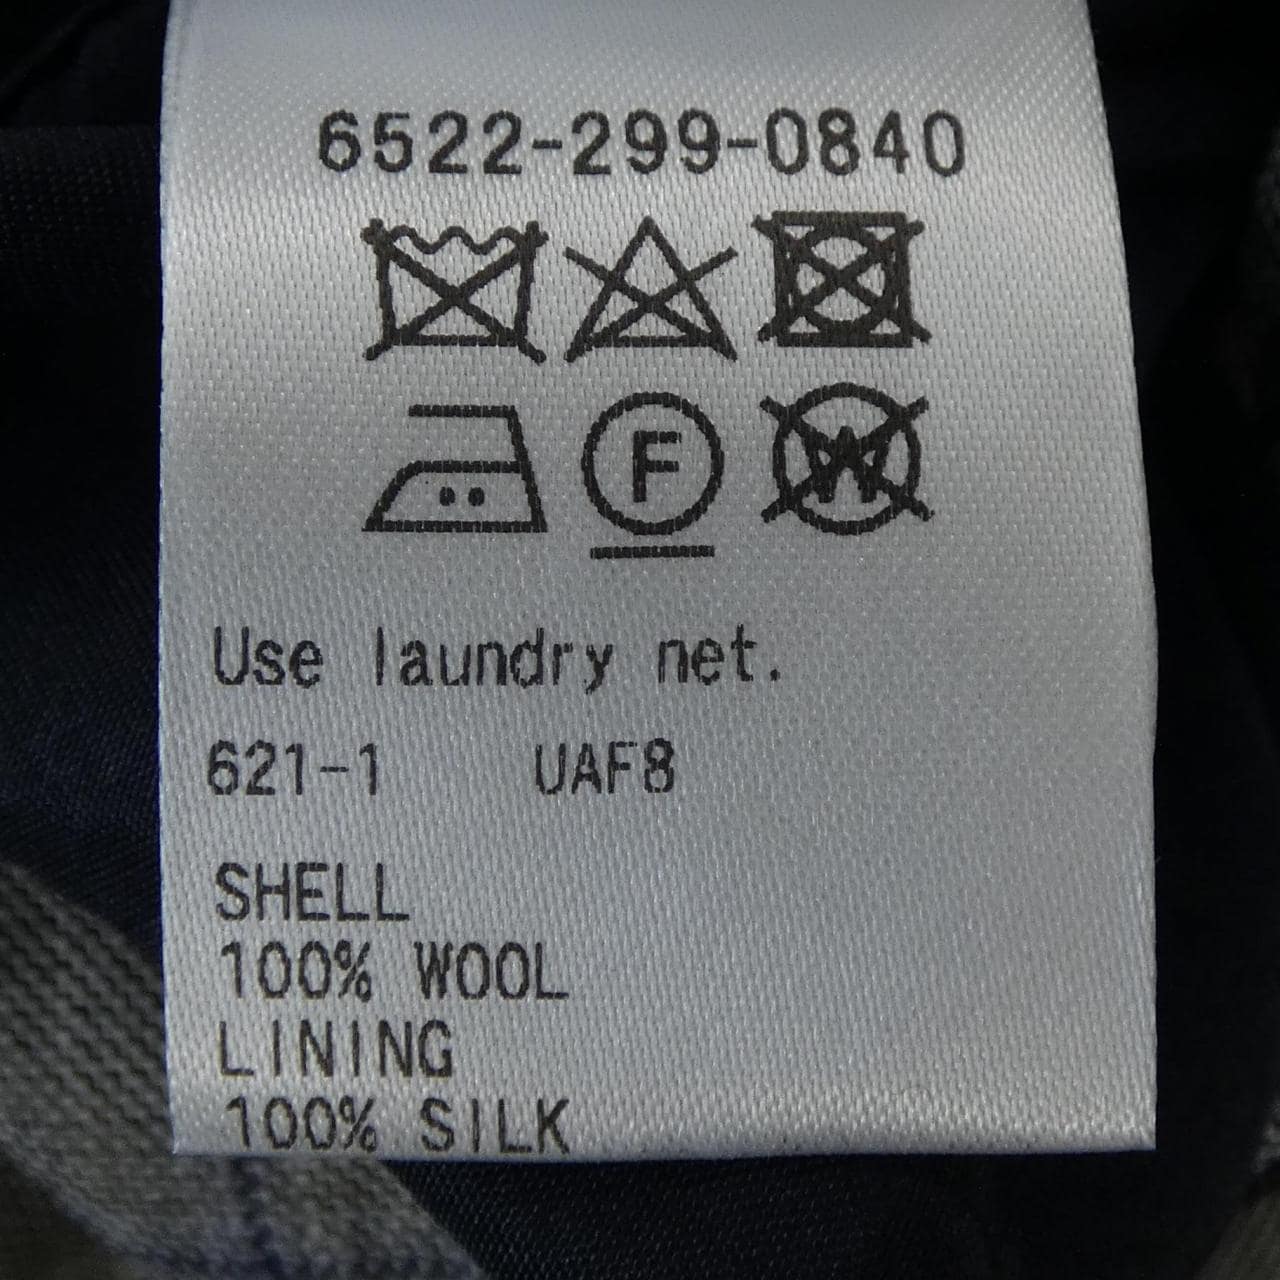 6522-299-0840
F W
Use laundry net.
621-1 UAF8
SHELL
100% WOOL
LINING
100% SILK